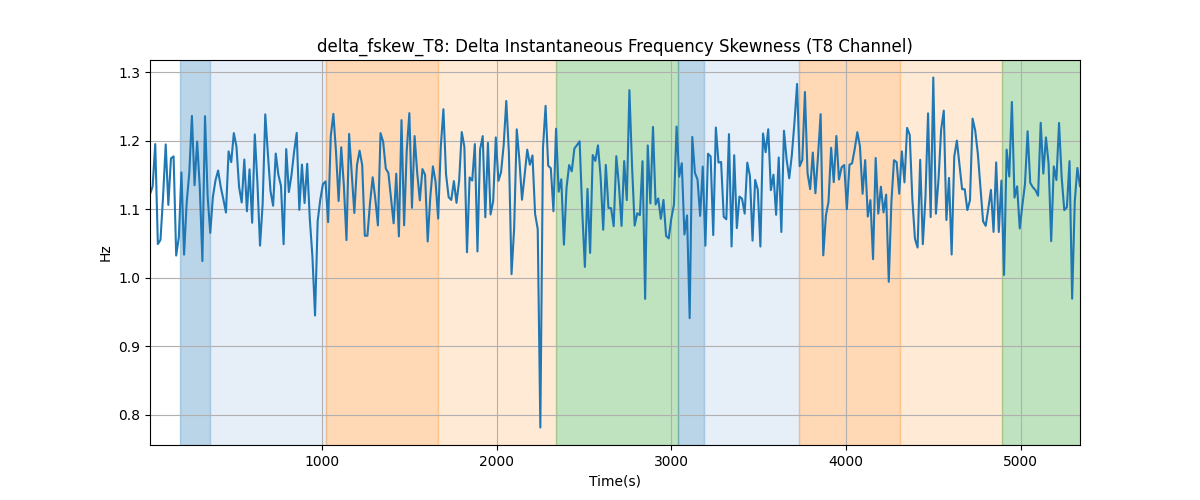 delta_fskew_T8: Delta Instantaneous Frequency Skewness (T8 Channel)
1.3
1.2
1.1
1.0
0.9
0.8
Hz
1000 2000 3000 4000 5000
Time(s)